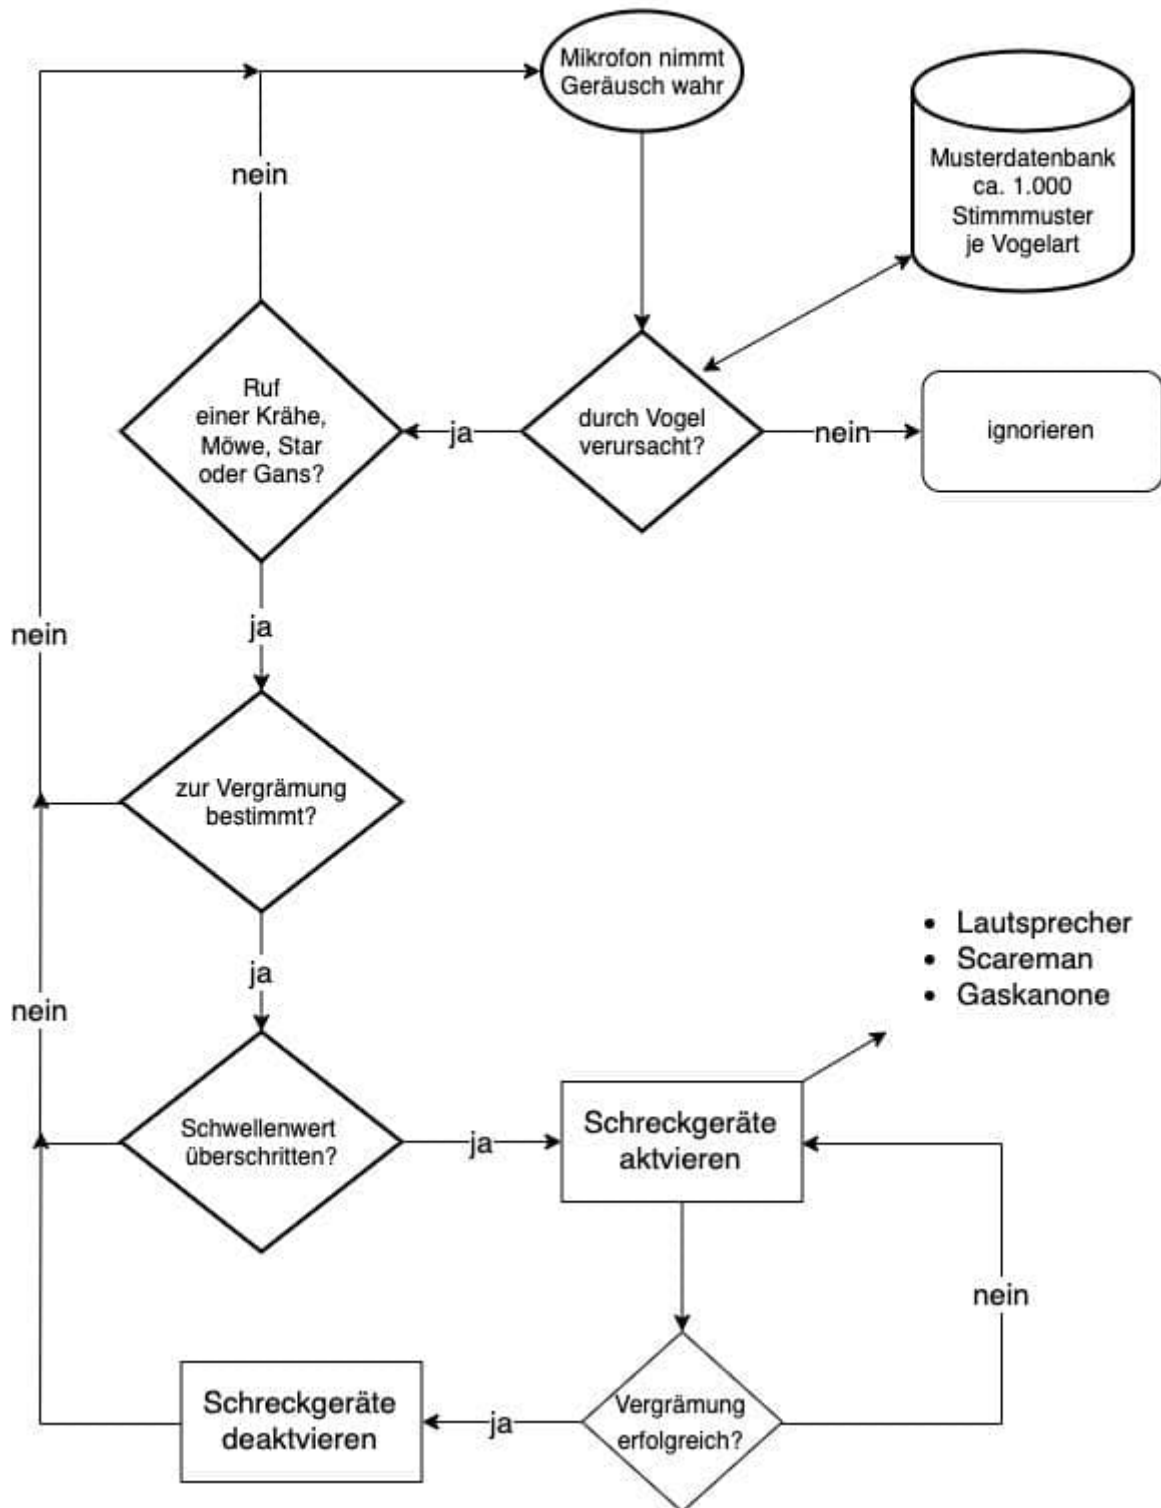 Mikrofon nimmt
Geräusch wahr
Musterdatenbank
ca. 1.000
Stimmmuster
je Vogelart
nein
Ruf
einer Krähe,
Möwe, Star
oder Gans?
ja
durch Vogel
verursacht?
nein
ignorieren
ja
nein
zur Vergrämung
bestimmt?
ja
nein
• Lautsprecher
• Scareman
• Gaskanone
Schwellenwert
überschritten?
ja
Schreckgeräte
aktvieren
nein
Vergrämung
erfolgreich?
ja
Schreckgeräte
deaktvieren